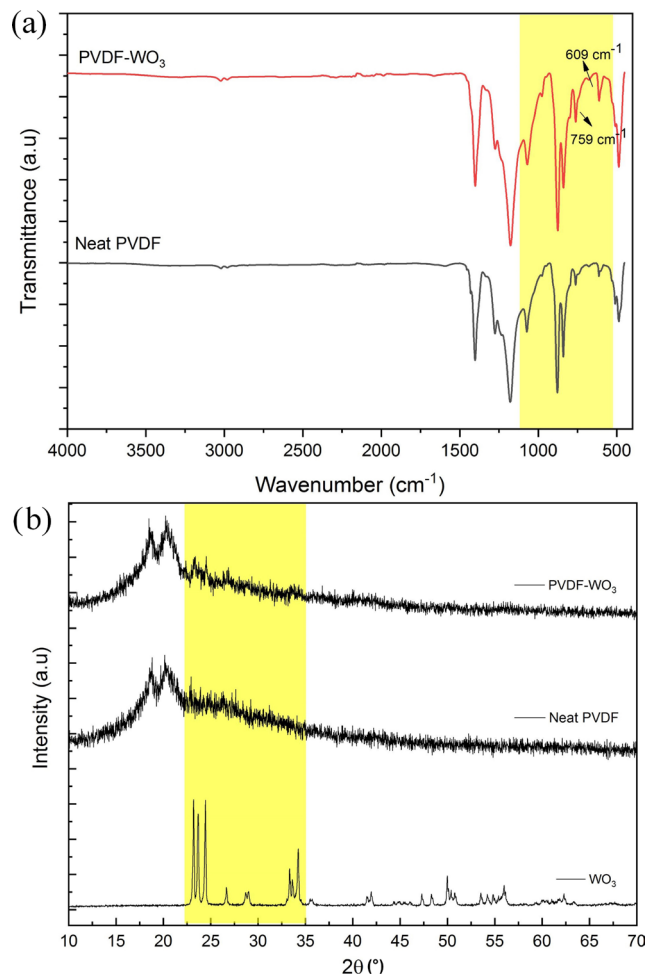 (a)
PVDF-WO₃
609 cm⁻¹
759 cm⁻¹
Neat PVDF
Transmittance (a.u)
4000 3500 3000 2500 2000 1500 1000 500
Wavenumber (cm⁻¹)
(b)
PVDF-WO₃
Neat PVDF
WO₃
Intensity (a.u)
10 15 20 25 30 35 40 45 50 55 60 65 70
2θ (°)